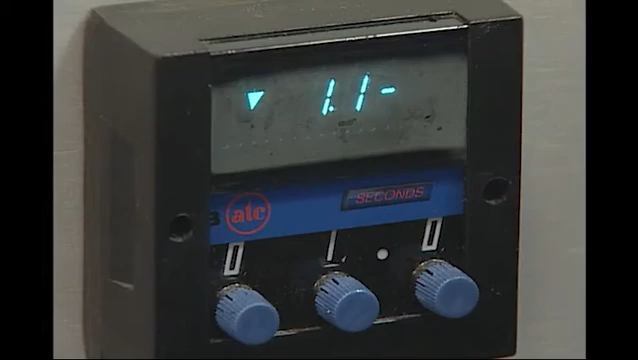 1.1-
SECONDS
atc
0 1 . 0